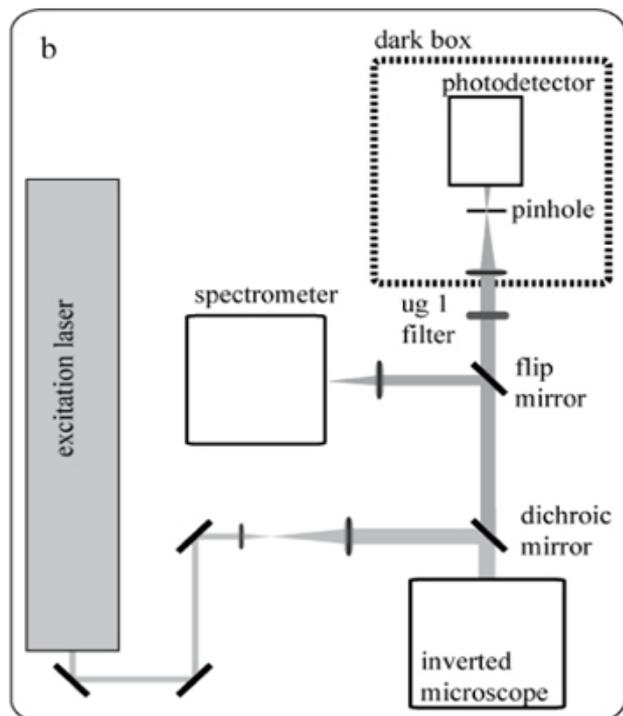 b
dark box
photodetector
pinhole
spectrometer
ug 1
filter
flip
mirror
excitation laser
dichroic
mirror
inverted
microscope